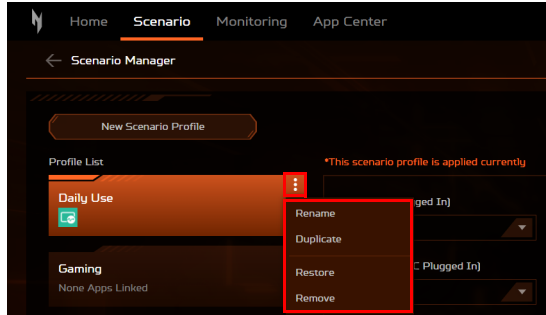 Home Scenario Monitoring App Center
Scenario Manager
New Scenario Profile
Profile List
*This scenario profile is applied currently
Daily Use
Rename
ged In]
Duplicate
Gaming
None Apps Linked
Restore
C Plugged In]
Remove